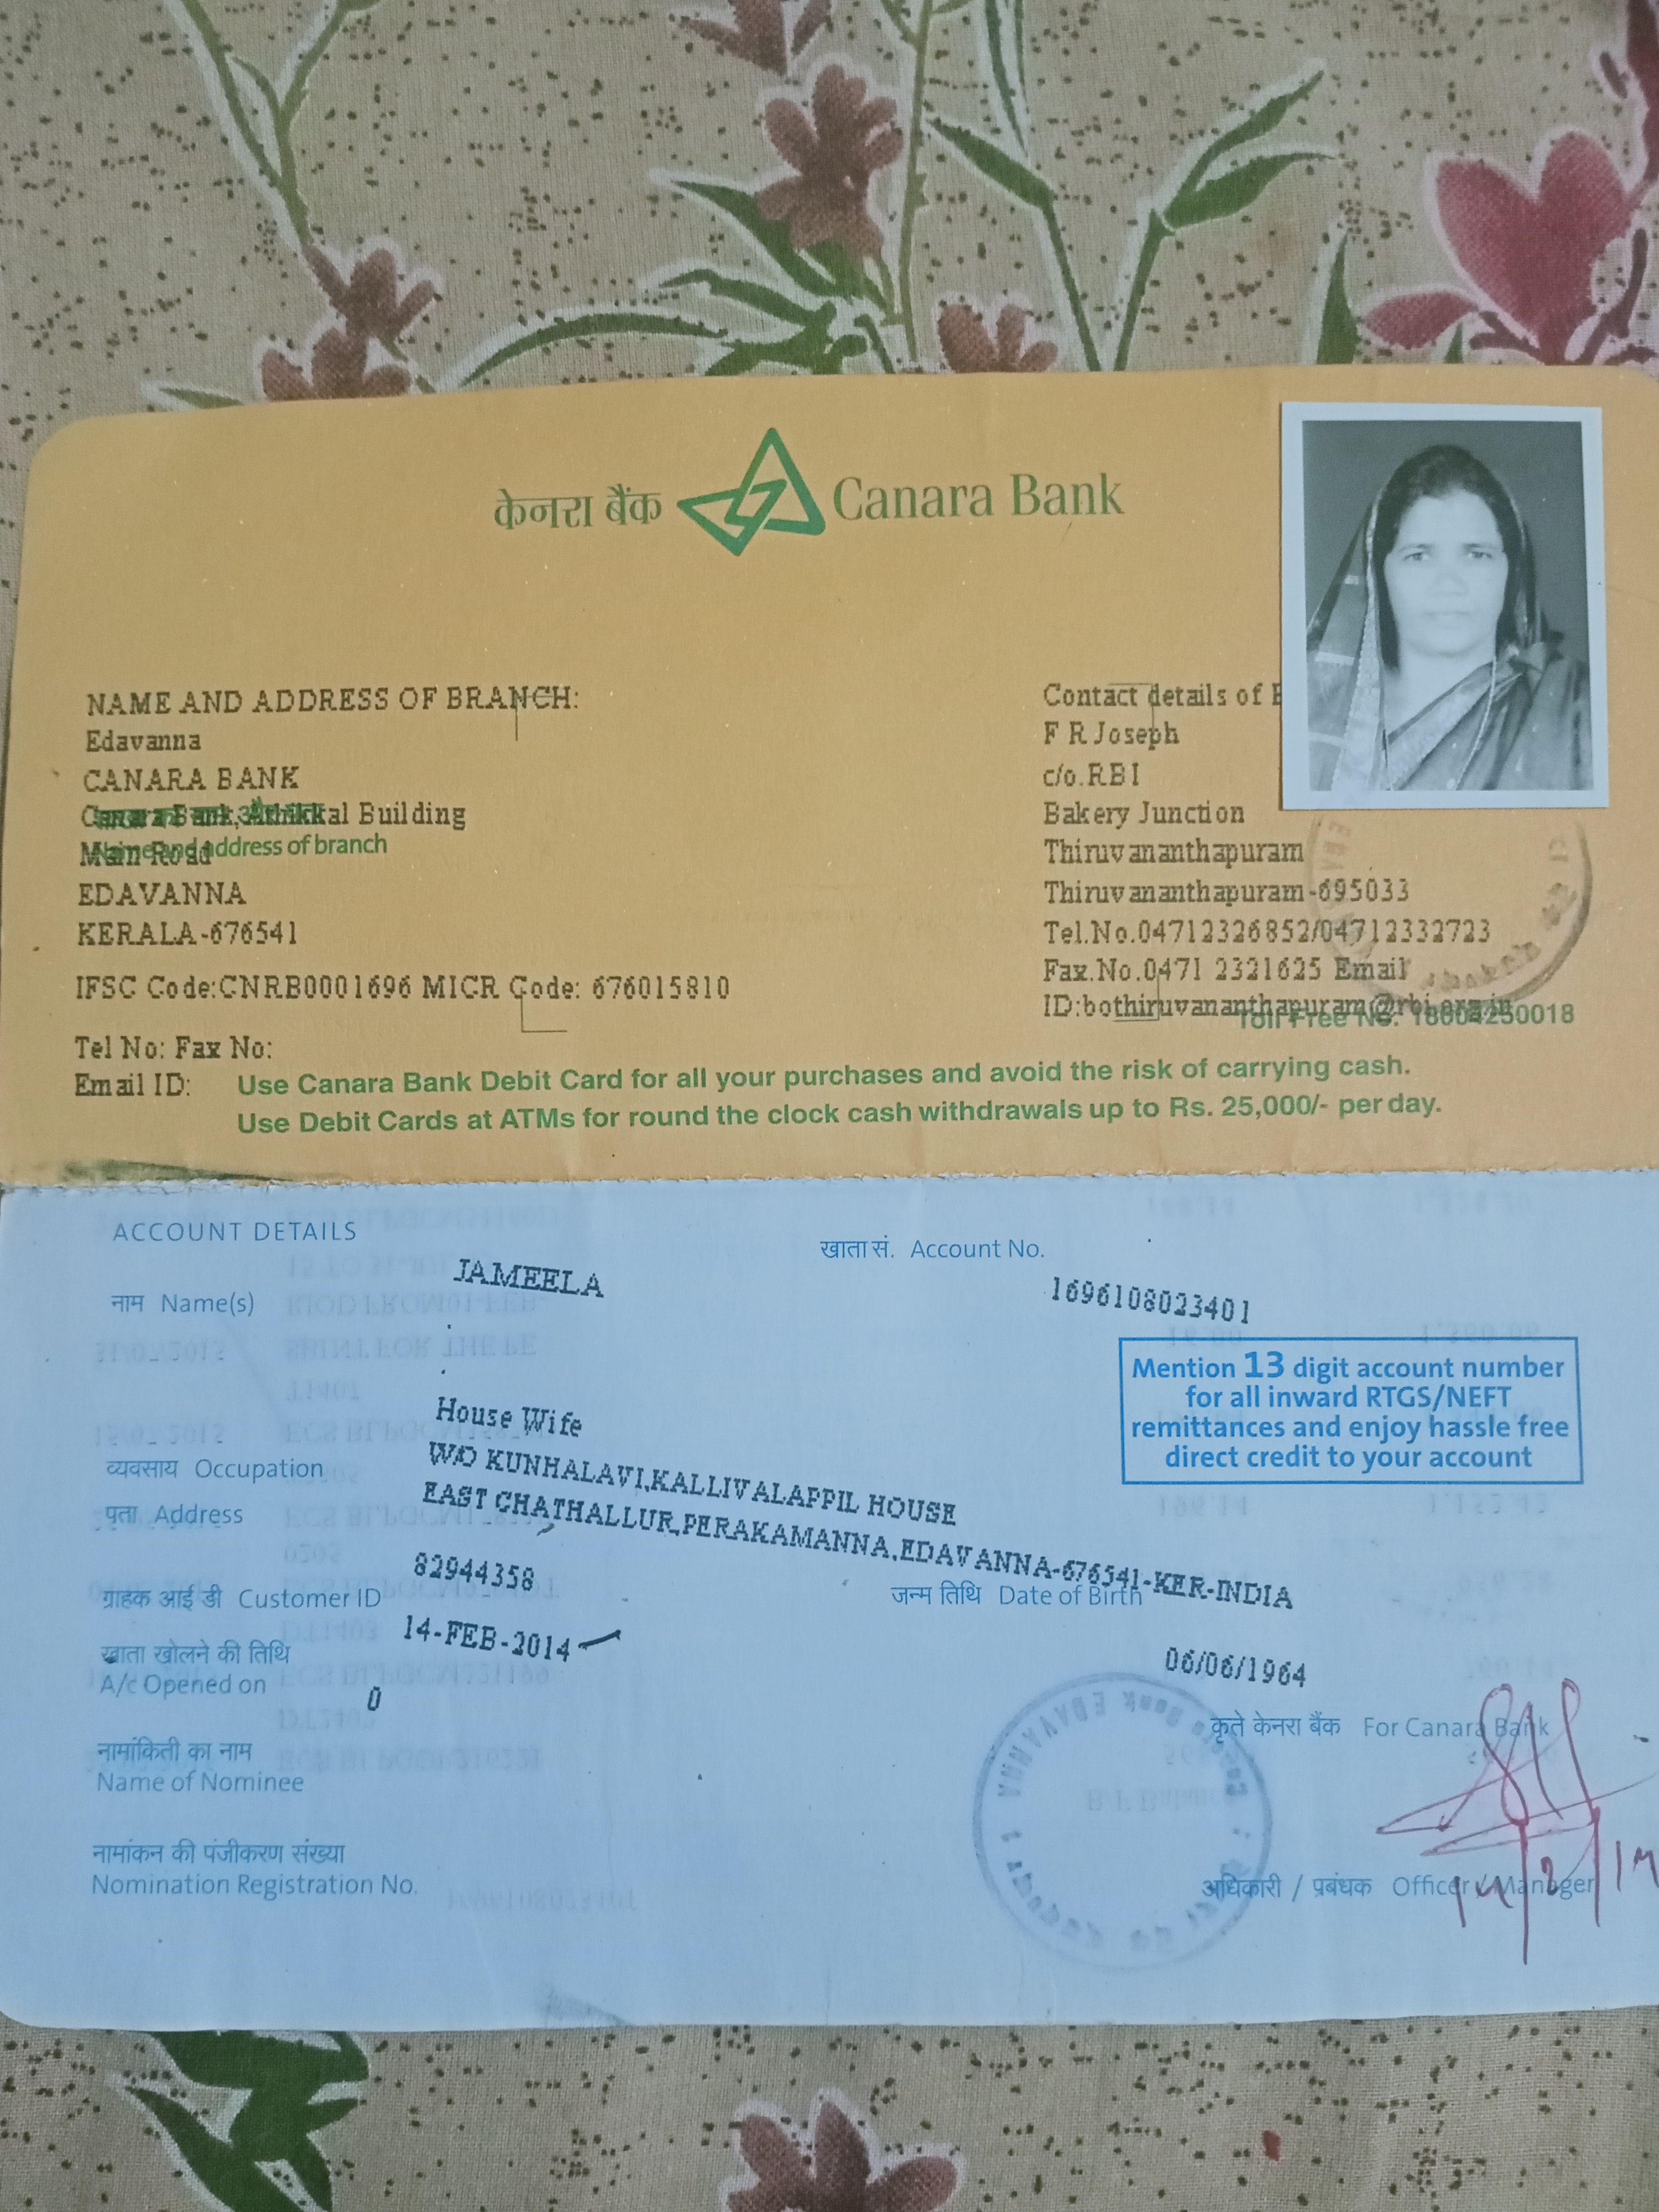 केनरा बैंक Canara Bank
NAME AND ADDRESS OF BRANCH:
Edavanna
CANARA BANK
Canara Bank, Athikkal Building
Main Road
Name and address of branch
EDAVANNA
KERALA-676541
IFSC Code:CNRB0001696 MICR Code: 676015810
Tel No: Fax No:
Email ID:
Contact details of
F R Joseph
c/o.RBI
Bakery Junction
Thiruvananthapuram
Thiruvananthapuram-695033
Tel.No.04712326852/04712332723
Fax.No.0471 2321625 Email
ID:bothiruvananthapuram@rbi.org.in
Toll Free No. 18004250018
Use Canara Bank Debit Card for all your purchases and avoid the risk of carrying cash.
Use Debit Cards at ATMs for round the clock cash withdrawals up to Rs. 25,000/- per day.
ACCOUNT DETAILS
खाता सं. Account No.
1696108023401
नाम Name(s)
JAMEELA
Mention 13 digit account number
for all inward RTGS/NEFT
remittances and enjoy hassle free
direct credit to your account
House Wife
व्यवसाय Occupation
W/O KUNHALAVI,KALLIVALAPPIL HOUSE
पता Address
EAST CHATHALLUR,PERAKAMANNA,EDAVANNA-676541-KER-INDIA
82944358
ग्राहक आई डी Customer ID
जन्म तिथि Date of Birth
06/06/1964
14-FEB-2014
खाता खोलने की तिथि
A/c Opened on
0
कृते केनरा बैंक For Canara Bank
नामांकिती का नाम
Name of Nominee
नामांकन की पंजीकरण संख्या
Nomination Registration No.
अधिकारी / प्रबंधक Officer / Manager